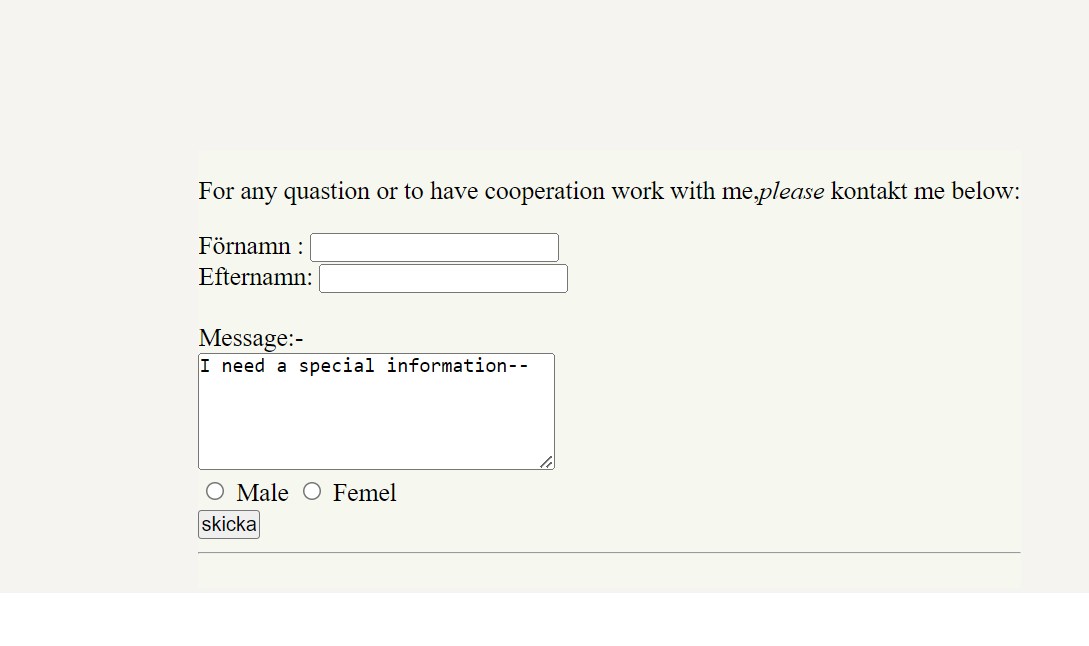 For any quastion or to have cooperation work with me,please kontakt me below:
Förnamn :
Efternamn:
Message:-
I need a special information--
Male Femel
skicka